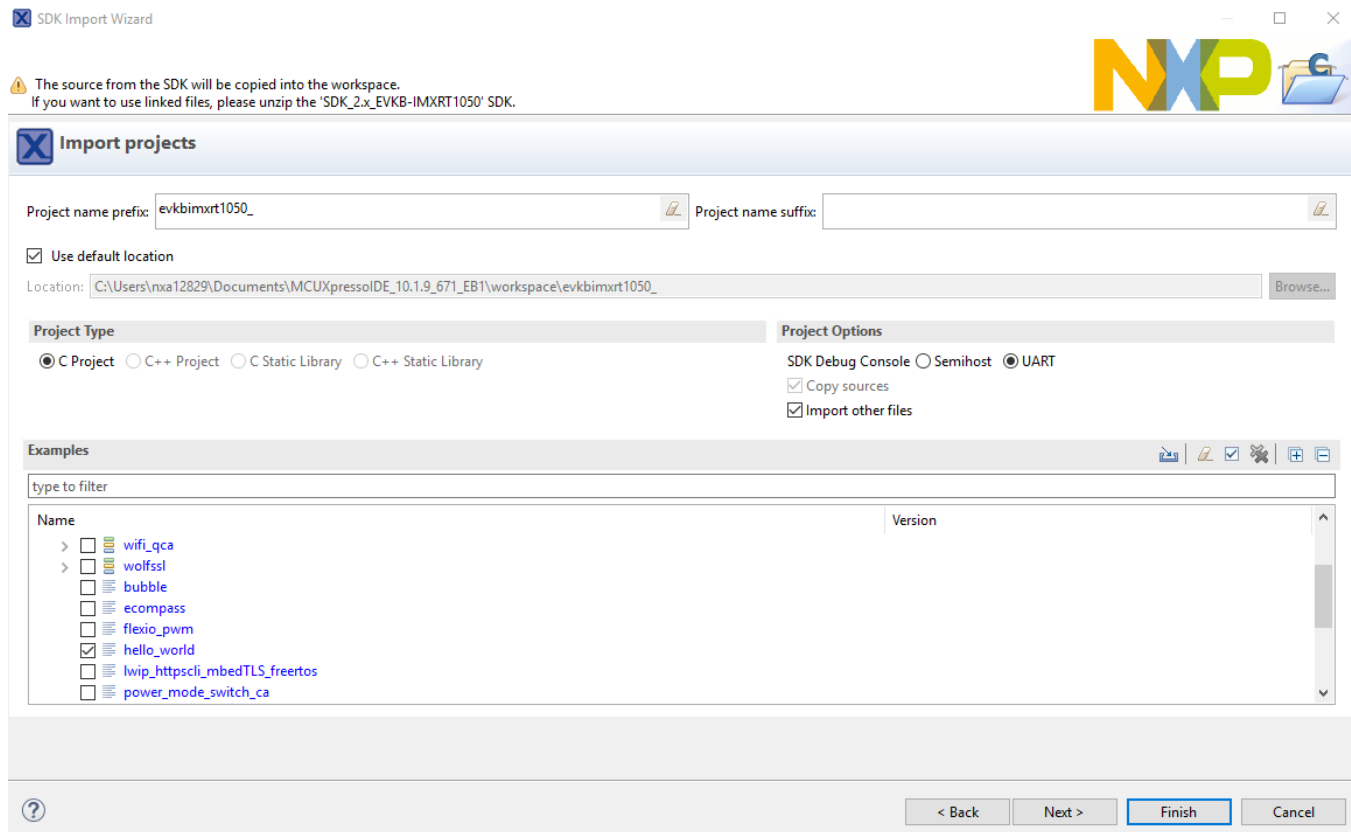 SDK Import Wizard
The source from the SDK will be copied into the workspace.
If you want to use linked files, please unzip the 'SDK_2.x_EVKB-IMXRT1050' SDK.
NXP
Import projects
Project name prefix: evkbimxrt1050_ Project name suffix:
Use default location
Location: C:\Users\nxa12829\Documents\MCUXpressoIDE_10.1.9_671_EB1\workspace\evkbimxrt1050_ Browse...
Project Type Project Options
C Project C++ Project C Static Library C++ Static Library SDK Debug Console Semihost UART
Copy sources
Import other files
Examples
type to filter
Name Version
wifi_qca
wolfssl
bubble
ecompass
flexio_pwm
hello_world
lwip_httpscli_mbedTLS_freertos
power_mode_switch_ca
< Back Next > Finish Cancel